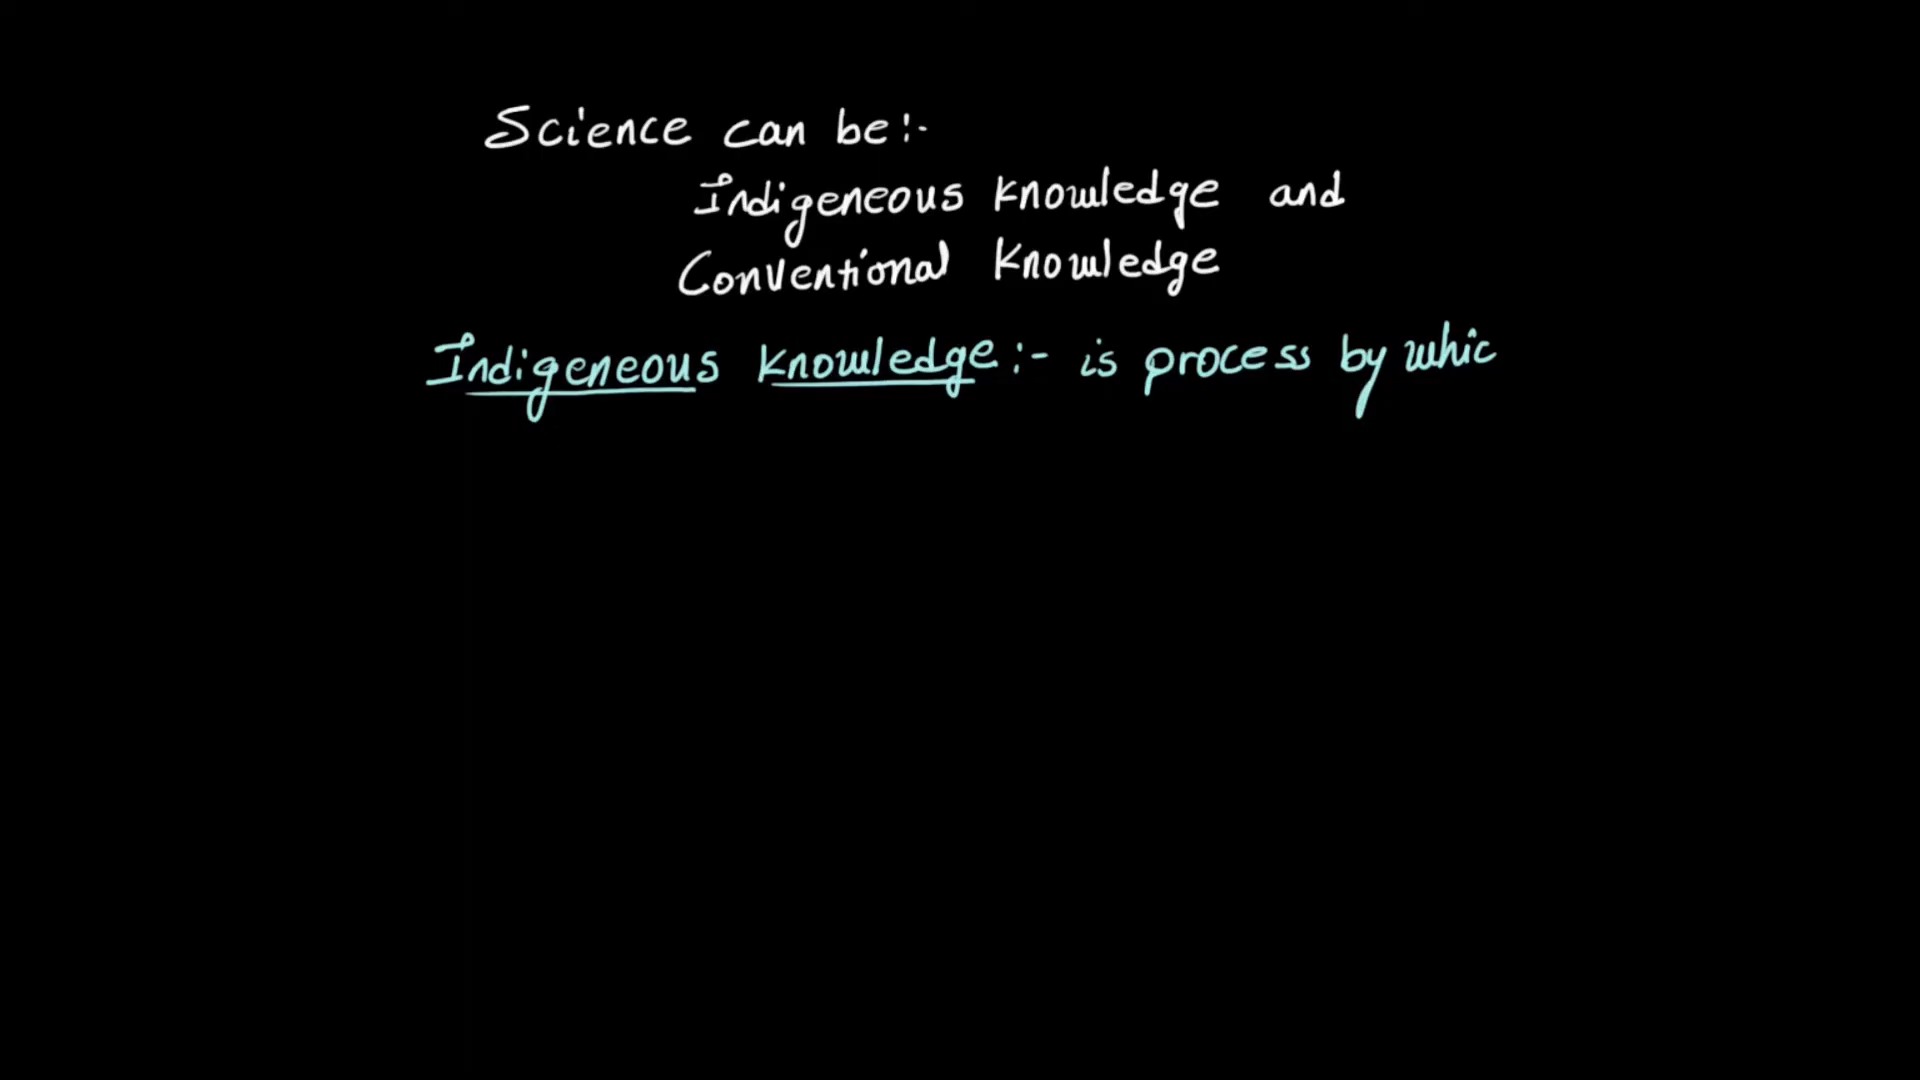 Science can be:-
Indigeneous knowledge and
Conventional Knowledge
Indigeneous knowledge:- is process by whic